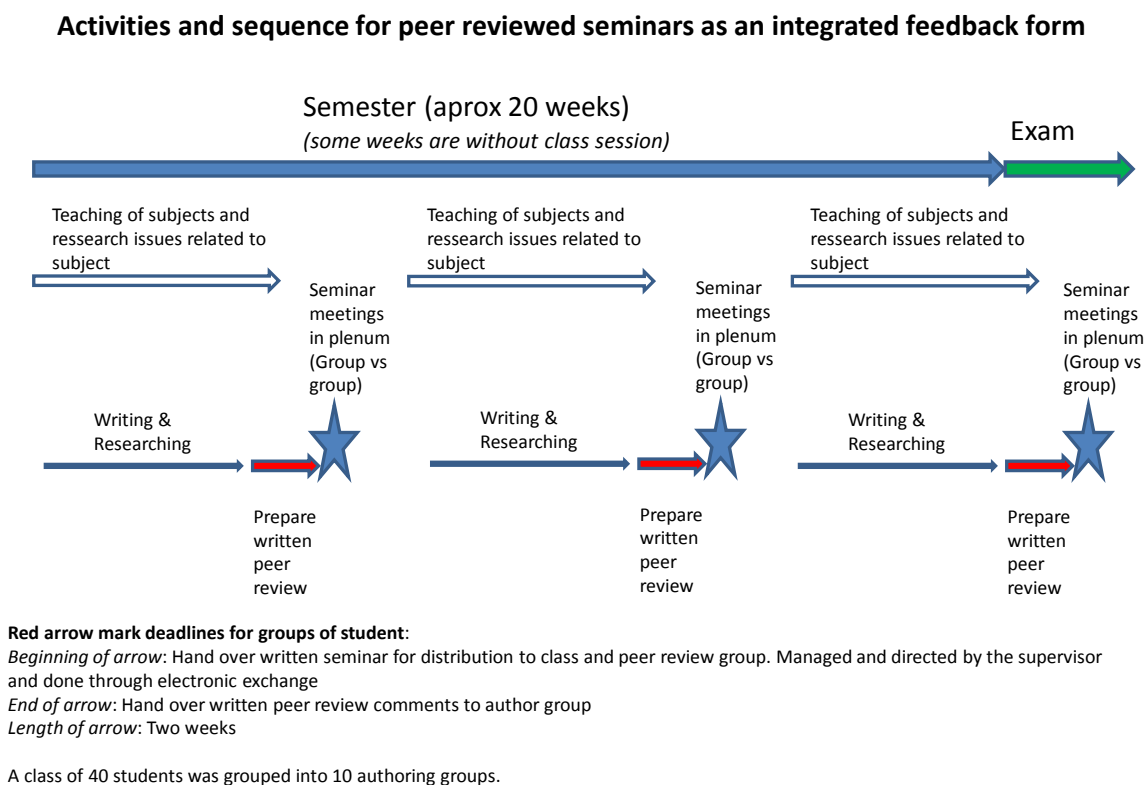 Activities and sequence for peer reviewed seminars as an integrated feedback form
Semester (aprox 20 weeks)
(some weeks are without class session)
Exam
Teaching of subjects and
ressearch issues related to
subject
Teaching of subjects and
ressearch issues related to
subject
Teaching of subjects and
ressearch issues related to
subject
Seminar
meetings
in plenum
(Group vs
group)
Seminar
meetings
in plenum
(Group vs
group)
Seminar
meetings
in plenum
(Group vs
group)
Writing &
Researching
Writing &
Researching
Writing &
Researching
Prepare
written
peer
review
Prepare
written
peer
review
Prepare
written
peer
review
Red arrow mark deadlines for groups of student:
Beginning of arrow: Hand over written seminar for distribution to class and peer review group. Managed and directed by the supervisor
and done through electronic exchange
End of arrow: Hand over written peer review comments to author group
Length of arrow: Two weeks
A class of 40 students was grouped into 10 authoring groups.